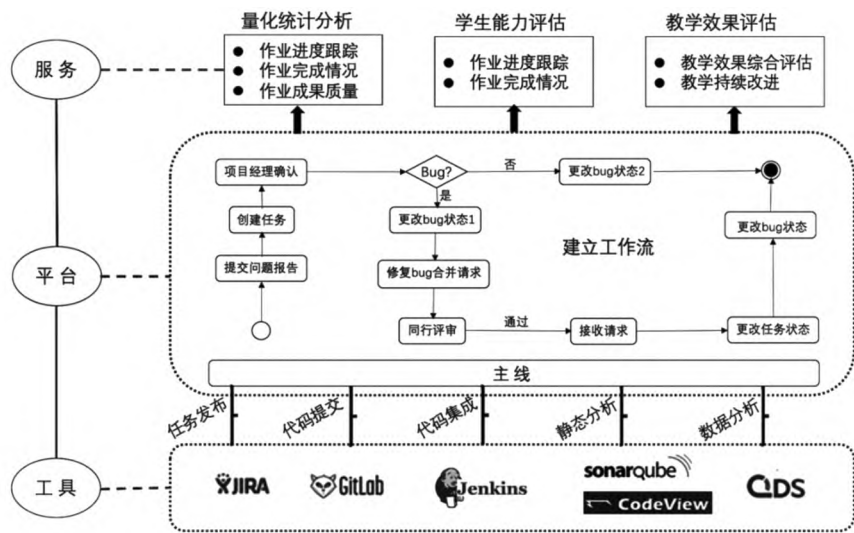 量化统计分析
学生能力评估
教学效果评估
服务
● 作业进度跟踪
● 作业完成情况
● 作业成果质量
● 作业进度跟踪
● 作业完成情况
● 教学效果综合评估
● 教学持续改进
平台
项目经理确认
Bug?
否
更改bug状态2
是
创建任务
更改bug状态1
更改bug状态
建立工作流
提交问题报告
修复bug合并请求
同行评审
通过
接收请求
更改任务状态
主线
任务发布
代码提交
代码集成
静态分析
数据分析
工具
JIRA
GitLab
Jenkins
sonarqube
CodeView
DS